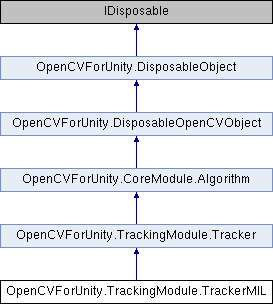 IDisposable
OpenCVForUnity.DisposableObject
OpenCVForUnity.DisposableOpenCVObject
OpenCVForUnity.CoreModule.Algorithm
OpenCVForUnity.TrackingModule.Tracker
OpenCVForUnity.TrackingModule.TrackerMIL